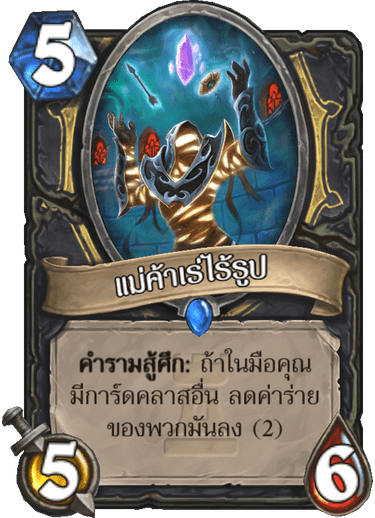 5
แม่ค้าเร่ไร้รูป
คำรามสู้ศึก: ถ้าในมือคุณ
มีการ์ดคลาสอื่น ลดค่าร่าย
ของพวกมันลง (2)
5
6